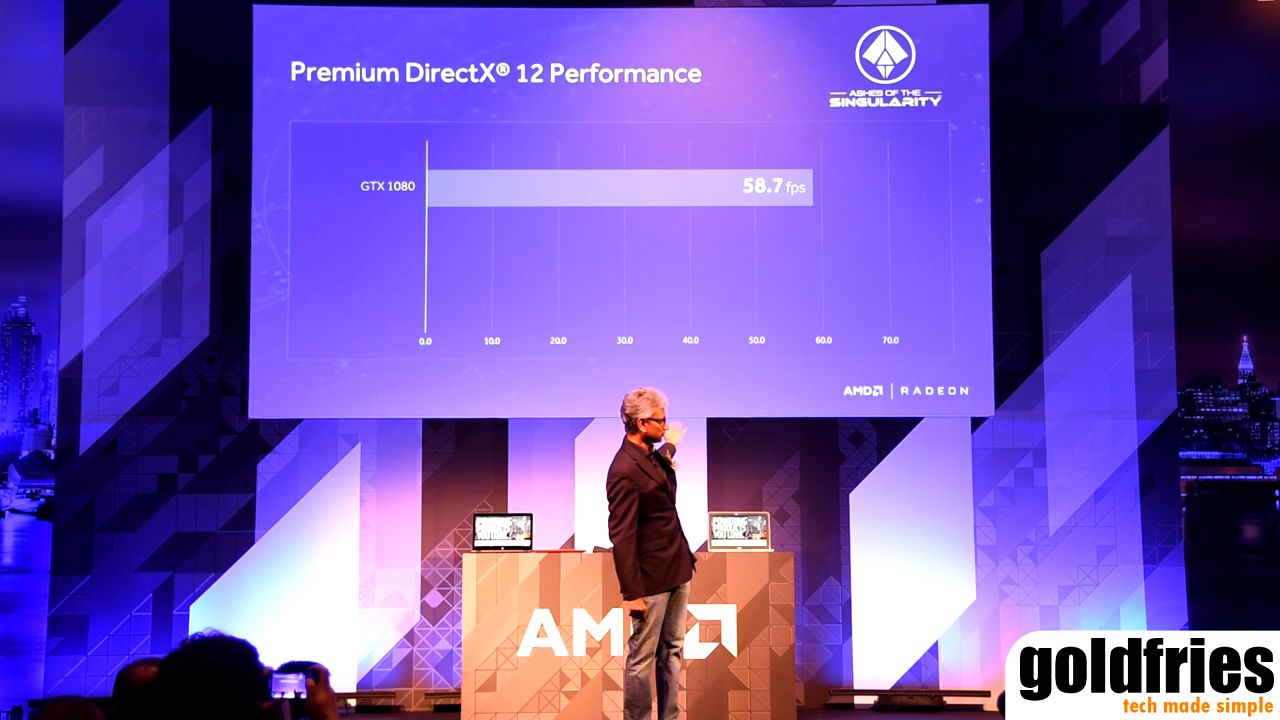 Premium DirectX® 12 Performance
ASHES OF THE
SINGULARITY
GTX 1080
58.7 fps
0.0 10.0 20.0 30.0 40.0 50.0 60.0 70.0
AMD RADEON
AMD
goldfries
tech made simple